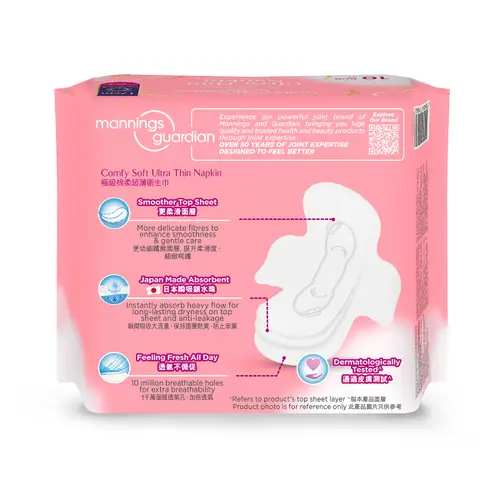 mannings
guardian
Experience our powerful joint brand of
Mannings and Guardian, bringing you high
quality and trusted health and beauty products
through joint expertise
OVER 50 YEARS OF JOINT EXPERTISE
DESIGNED TO FEEL BETTER
Explore
Our Brand
Comfy Soft Ultra Thin Napkin
極級棉柔超薄衛生巾
Smoother Top Sheet
更柔滑面層
More delicate fibres to
enhance smoothness
& gentle care
更幼細纖維面層, 提升柔滑度,
細緻呵護
Japan Made Absorbent
日本瞬吸鎖水珠
Instantly absorb heavy flow for
long-lasting dryness on top
sheet and anti-leakage
瞬間吸收大流量, 保持面層乾爽, 防止滲漏
Feeling Fresh All Day
透氣不侷促
10 million breathable holes
for extra breathability
1千萬個超透氣孔, 加倍透氣
Dermatologically
Tested^
通過皮膚測試^
^Refers to product's top sheet layer ^指本產品面層
Product photo is for reference only 此產品圖片只供參考